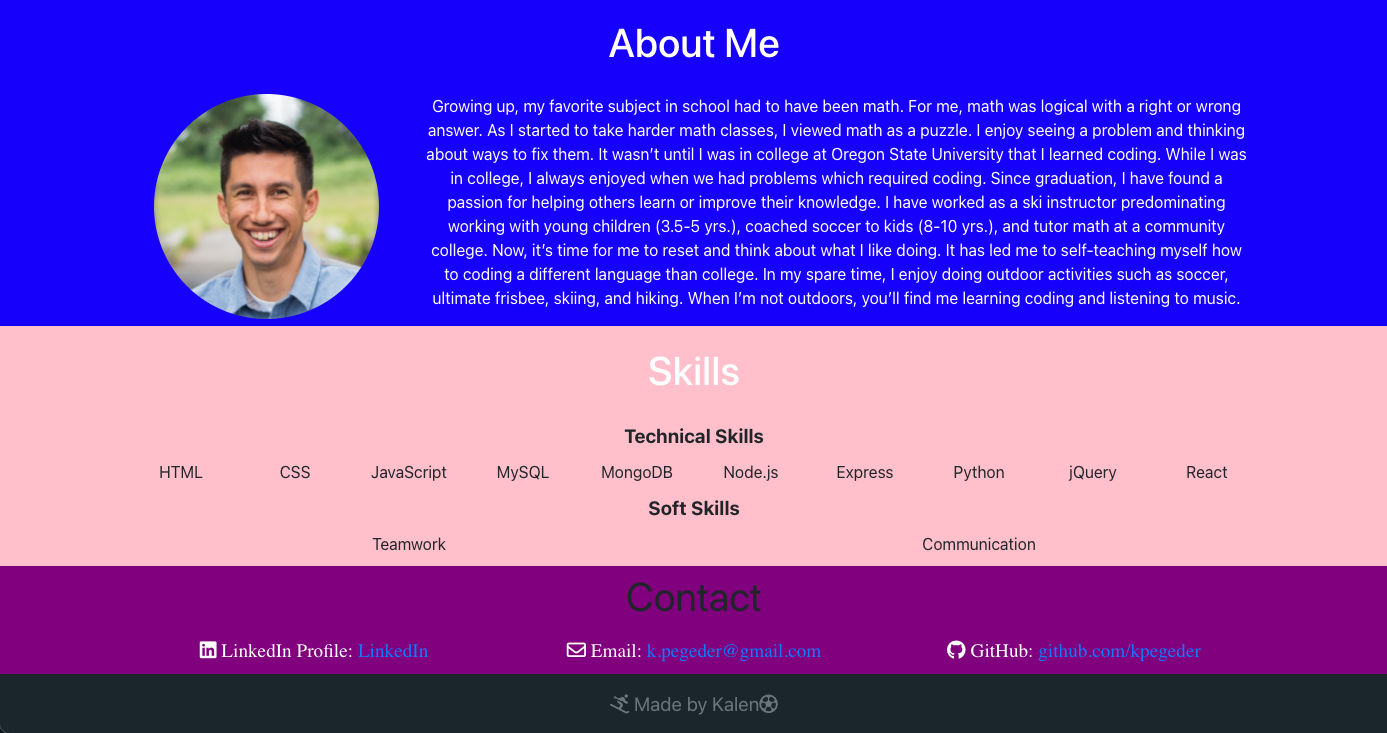 About Me
Growing up, my favorite subject in school had to have been math. For me, math was logical with a right or wrong
answer. As I started to take harder math classes, I viewed math as a puzzle. I enjoy seeing a problem and thinking
about ways to fix them. It wasn’t until I was in college at Oregon State University that I learned coding. While I was
in college, I always enjoyed when we had problems which required coding. Since graduation, I have found a
passion for helping others learn or improve their knowledge. I have worked as a ski instructor predominating
working with young children (3.5-5 yrs.), coached soccer to kids (8-10 yrs.), and tutor math at a community
college. Now, it’s time for me to reset and think about what I like doing. It has led me to self-teaching myself how
to coding a different language than college. In my spare time, I enjoy doing outdoor activities such as soccer,
ultimate frisbee, skiing, and hiking. When I’m not outdoors, you’ll find me learning coding and listening to music.
Skills
Technical Skills
HTML CSS JavaScript MySQL MongoDB Node.js Express Python jQuery React
Soft Skills
Teamwork Communication
Contact
LinkedIn Profile: LinkedIn Email: k.pegeder@gmail.com GitHub: github.com/kpegeder
Made by Kalen